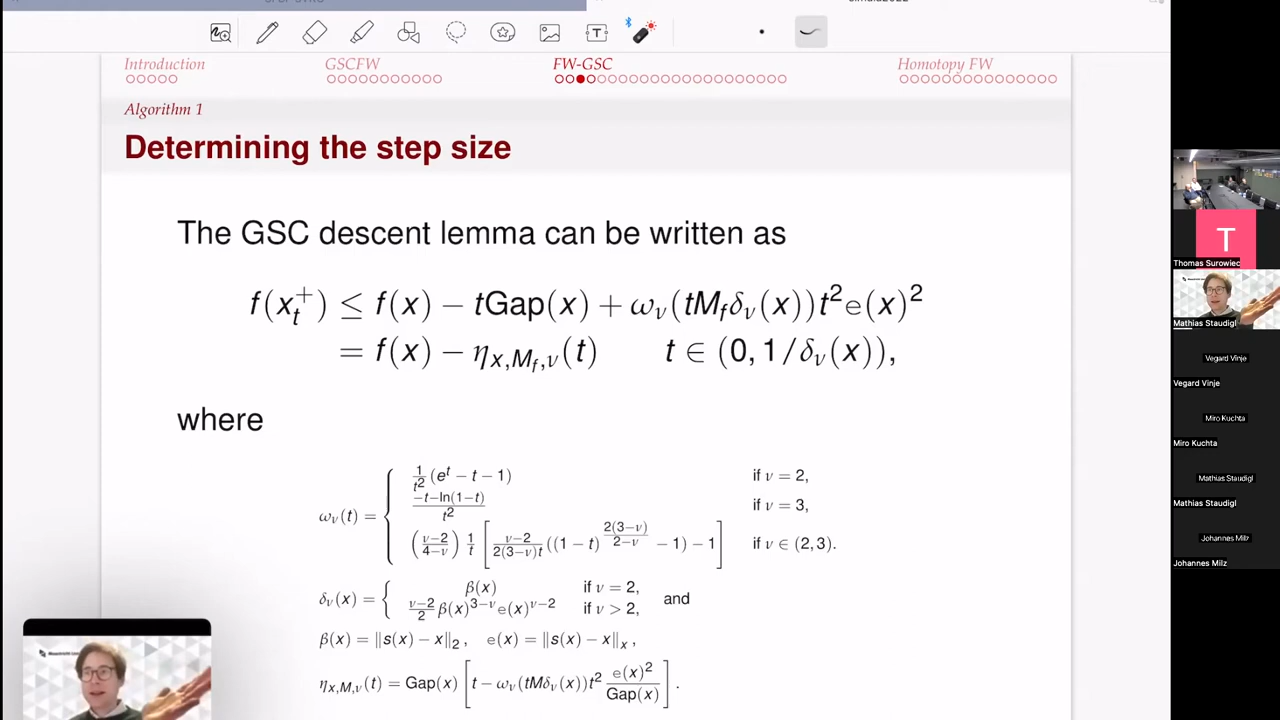 Introduction GSCFW FW-GSC Homotopy FW
Algorithm 1
Determining the step size
The GSC descent lemma can be written as
f(x_t^+) ≤ f(x) − tGap(x) + ω_ν(tM_fδ_ν(x))t^2e(x)^2
= f(x) − η_{x,M_f,ν}(t) t ∈ (0, 1/δ_ν(x)),
where
ω_ν(t) = { 1/t^2 (e^t − t − 1) if ν = 2,
(−t−ln(1−t))/t^2 if ν = 3,
((ν−2)/(4−ν)) 1/t [ (ν−2)/(2(3−ν)t) ((1 − t)^{2(3−ν)/(2−ν)} − 1) − 1 ] if ν ∈ (2, 3).
δ_ν(x) = { β(x) if ν = 2,
(ν−2)/2 β(x)^{3−ν}e(x)^{ν−2} if ν > 2, and
β(x) = ‖s(x) − x‖_2 , e(x) = ‖s(x) − x‖_x ,
η_{x,M,ν}(t) = Gap(x) [ t − ω_ν(tMδ_ν(x))t^2 e(x)^2/Gap(x) ] .
T
T
Thomas Surowiec
Mathias Staudigl
Vegard Vinje
Vegard Vinje
Miro Kuchta
Miro Kuchta
Mathias Staudigl
Mathias Staudigl
Johannes Milz
Johannes Milz